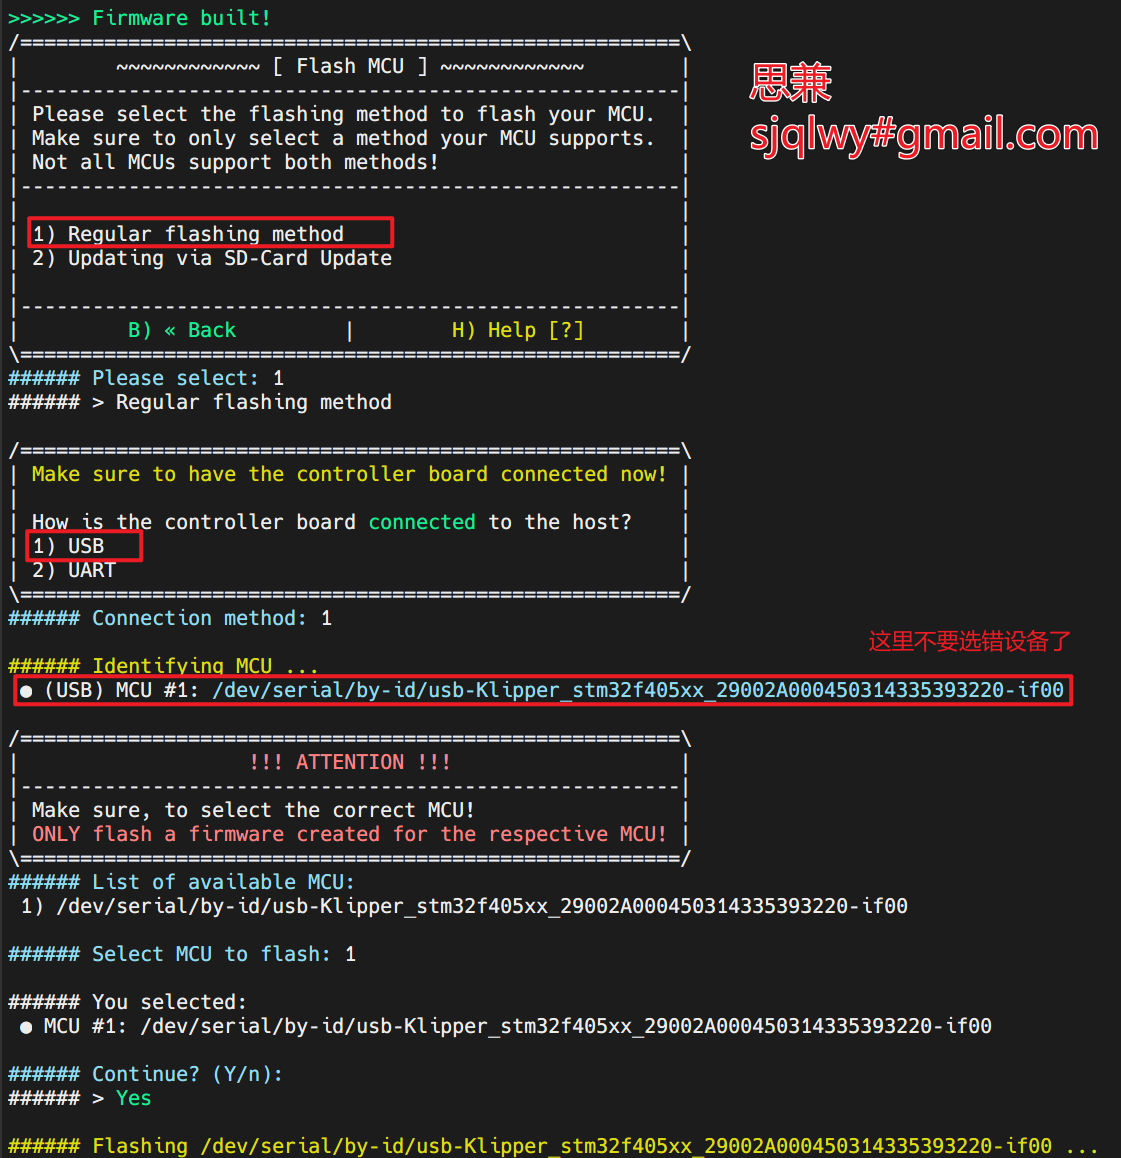 >>>>>> Firmware built!
/=======================================================\
| ~~~~~~~~~~~~ [ Flash MCU ] ~~~~~~~~~~~~ |
|-------------------------------------------------------|
| Please select the flashing method to flash your MCU. |
| Make sure to only select a method your MCU supports. |
| Not all MCUs support both methods! |
|-------------------------------------------------------|
| |
| 1) Regular flashing method |
| 2) Updating via SD-Card Update |
| |
|-------------------------------------------------------|
| B) « Back | H) Help [?] |
\=======================================================/
思兼
sjqlwy#gmail.com
###### Please select: 1
###### > Regular flashing method
/=======================================================\
| Make sure to have the controller board connected now! |
| |
| How is the controller board connected to the host? |
| 1) USB |
| 2) UART |
\=======================================================/
###### Connection method: 1
这里不要选错设备了
###### Identifying MCU ...
● (USB) MCU #1: /dev/serial/by-id/usb-Klipper_stm32f405xx_29002A000450314335393220-if00
/=======================================================\
| !!! ATTENTION !!! |
|-------------------------------------------------------|
| Make sure, to select the correct MCU! |
| ONLY flash a firmware created for the respective MCU! |
\=======================================================/
###### List of available MCU:
1) /dev/serial/by-id/usb-Klipper_stm32f405xx_29002A000450314335393220-if00
###### Select MCU to flash: 1
###### You selected:
● MCU #1: /dev/serial/by-id/usb-Klipper_stm32f405xx_29002A000450314335393220-if00
###### Continue? (Y/n):
###### > Yes
###### Flashing /dev/serial/by-id/usb-Klipper_stm32f405xx_29002A000450314335393220-if00 ...